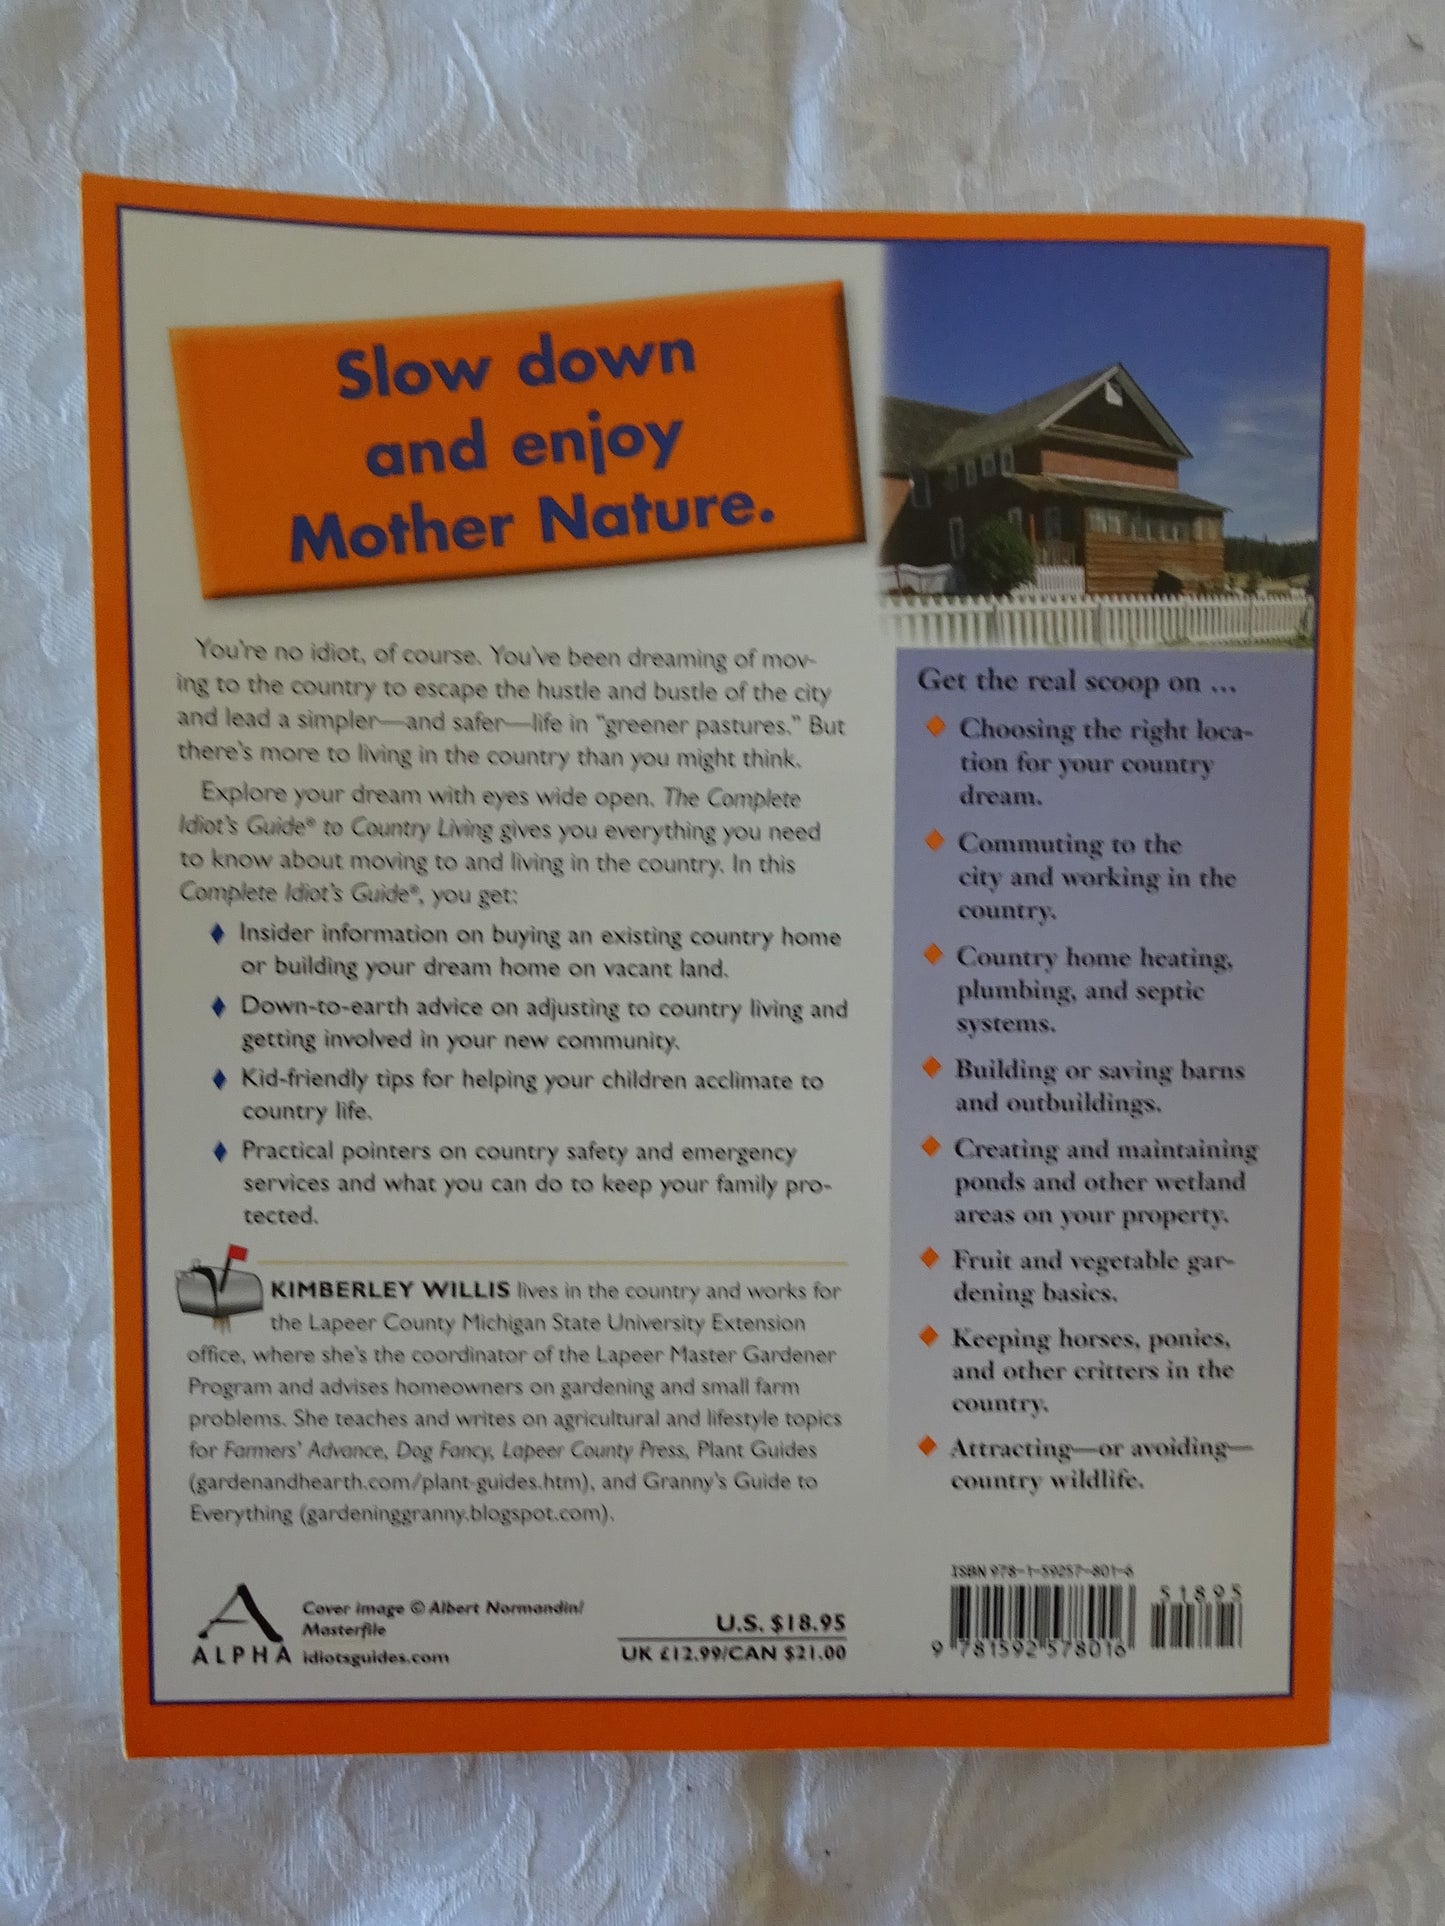 Slow down
and enjoy
Mother Nature.
You're no idiot, of course. You've been dreaming of mov-
ing to the country to escape the hustle and bustle of the city
and lead a simpler—and safer—life in "greener pastures." But
there's more to living in the country than you might think.
Explore your dream with eyes wide open. The Complete
Idiot's Guide® to Country Living gives you everything you need
to know about moving to and living in the country. In this
Complete Idiot's Guide®, you get:
♦ Insider information on buying an existing country home
or building your dream home on vacant land.
♦ Down-to-earth advice on adjusting to country living and
getting involved in your new community.
♦ Kid-friendly tips for helping your children acclimate to
country life.
♦ Practical pointers on country safety and emergency
services and what you can do to keep your family pro-
tected.
KIMBERLEY WILLIS lives in the country and works for
the Lapeer County Michigan State University Extension
office, where she's the coordinator of the Lapeer Master Gardener
Program and advises homeowners on gardening and small farm
problems. She teaches and writes on agricultural and lifestyle topics
for Farmers' Advance, Dog Fancy, Lapeer County Press, Plant Guides
(gardenandhearth.com/plant-guides.htm), and Granny's Guide to
Everything (gardeninggranny.blogspot.com).
ALPHA
Cover image © Albert Normandin/
Masterfile
idiotsguides.com
U.S. $18.95
UK £12.99/CAN $21.00
Get the real scoop on ...
♦ Choosing the right loca-
tion for your country
dream.
♦ Commuting to the
city and working in the
country.
♦ Country home heating,
plumbing, and septic
systems.
♦ Building or saving barns
and outbuildings.
♦ Creating and maintaining
ponds and other wetland
areas on your property.
♦ Fruit and vegetable gar-
dening basics.
♦ Keeping horses, ponies,
and other critters in the
country.
♦ Attracting—or avoiding—
country wildlife.
ISBN 978-1-59257-801-6
51895
9 781592 578016